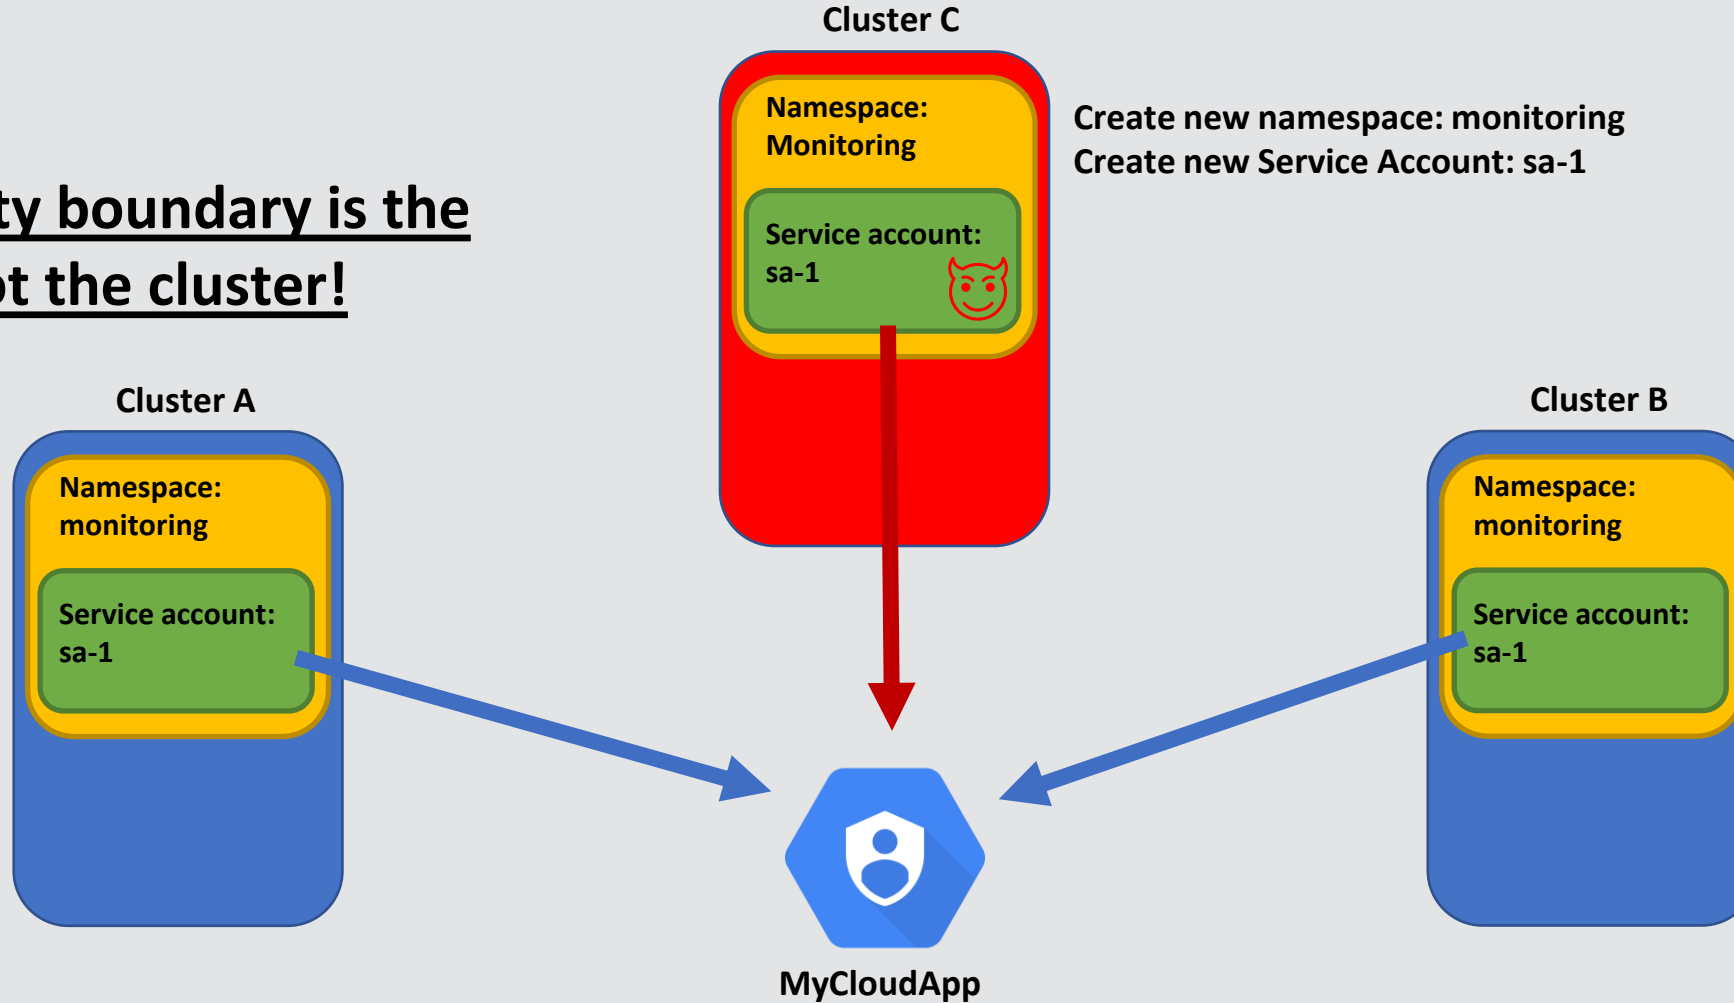 Cluster C
Namespace:
Monitoring
Service account:
sa-1
Create new namespace: monitoring
Create new Service Account: sa-1
boundary is the
the cluster!
Cluster A
Namespace:
monitoring
Service account:
sa-1
Cluster B
Namespace:
monitoring
Service account:
sa-1
MyCloudApp